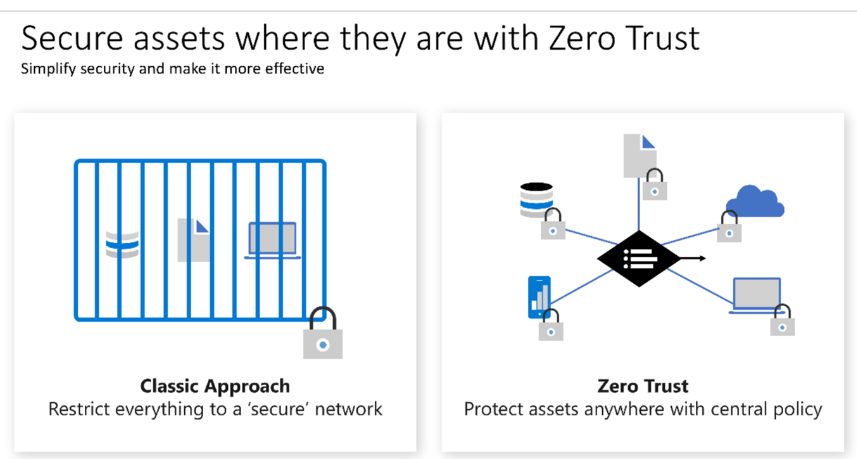 Secure assets where they are with Zero Trust
Simplify security and make it more effective
Classic Approach
Restrict everything to a ‘secure’ network
Zero Trust
Protect assets anywhere with central policy